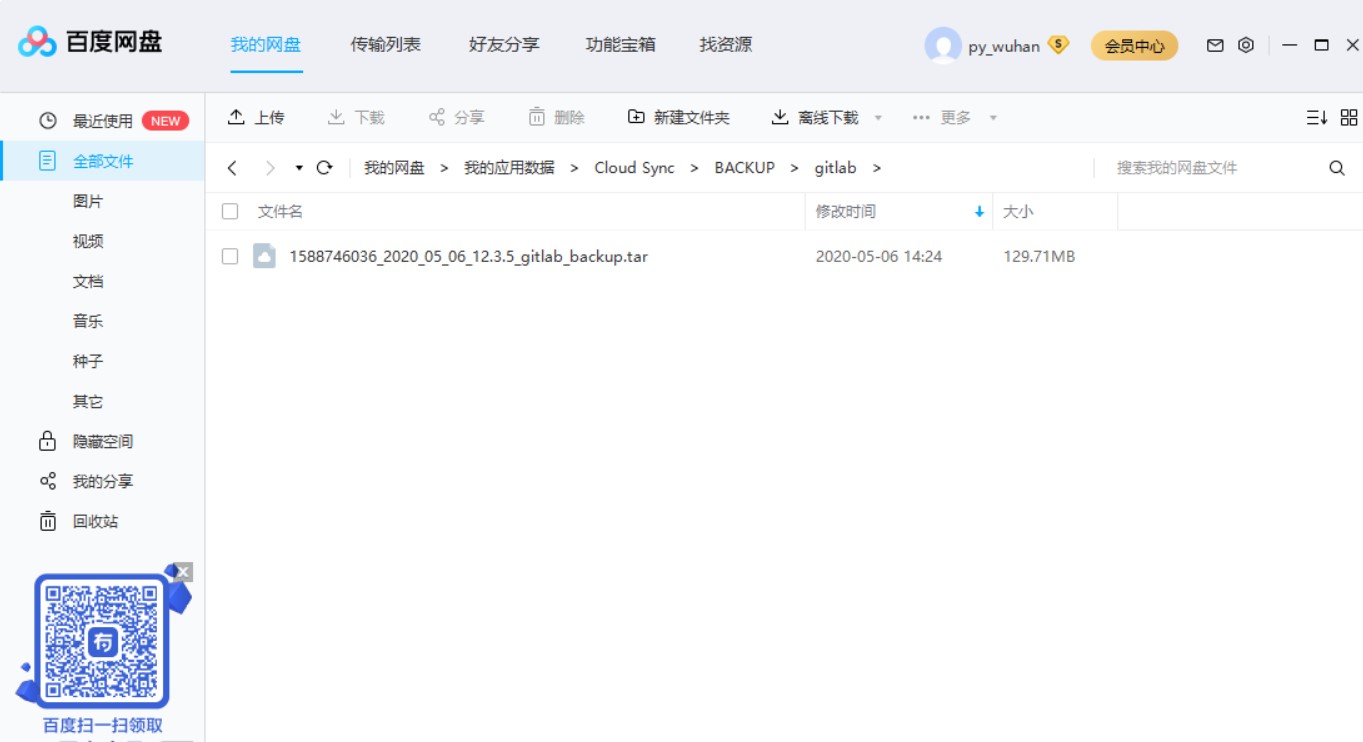 百度网盘
我的网盘 传输列表 好友分享 功能宝箱 找资源
py_wuhan S 会员中心
最近使用 NEW
全部文件
图片
视频
文档
音乐
种子
其它
隐藏空间
我的分享
回收站
百度扫一扫领取
上传 下载 分享 删除 新建文件夹 离线下载 ••• 更多
我的网盘 > 我的应用数据 > Cloud Sync > BACKUP > gitlab >
搜索我的网盘文件
文件名 修改时间 大小
1588746036_2020_05_06_12.3.5_gitlab_backup.tar 2020-05-06 14:24 129.71MB